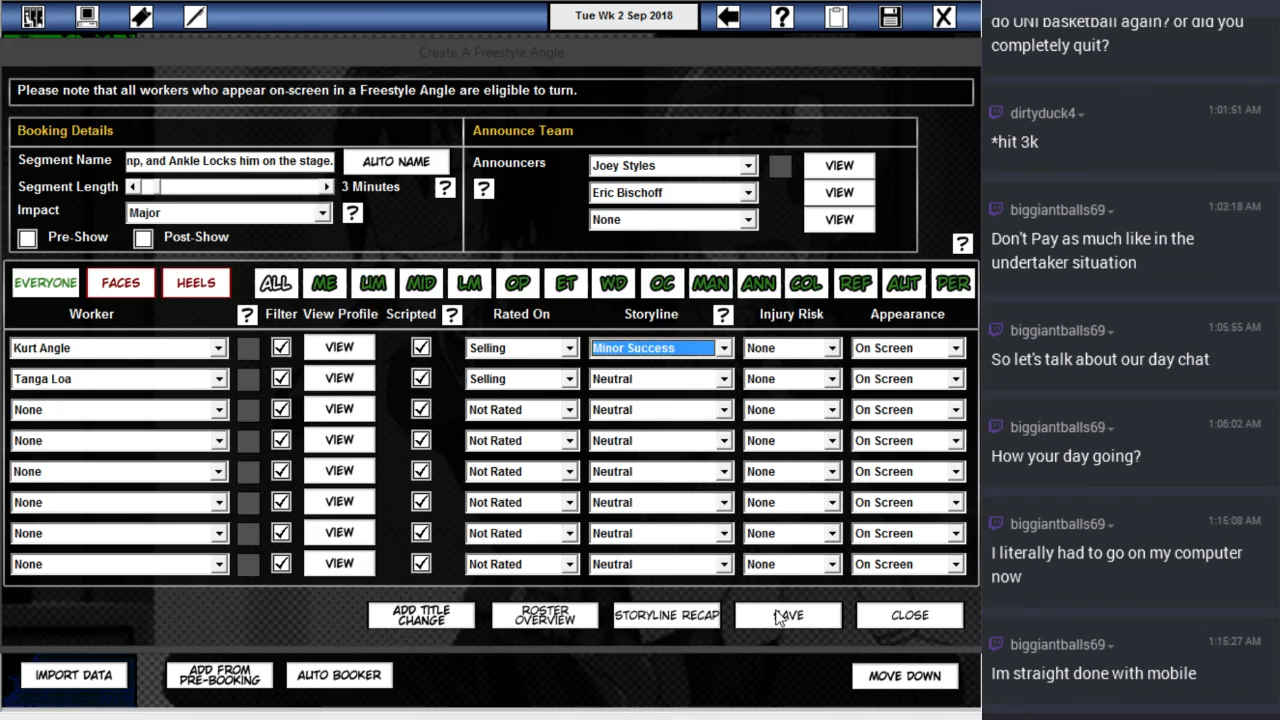 Tue Wk 2 Sep 2018
Create A Freestyle Angle
Please note that all workers who appear on-screen in a Freestyle Angle are eligible to turn.
Booking Details
Announce Team
Segment Name np, and Ankle Locks him on the stage. AUTO NAME
Announcers Joey Styles VIEW
Segment Length 3 Minutes ?
? Eric Bischoff VIEW
Impact Major ?
None VIEW
Pre-Show Post-Show
?
EVERYONE FACES HEELS ALL ME UM MID LM OP ET WD OC MAN ANN COL REF AUT PER
Worker ? Filter View Profile Scripted ? Rated On Storyline ? Injury Risk Appearance
Kurt Angle VIEW Selling Minor Success None On Screen
Tanga Loa VIEW Selling Neutral None On Screen
None VIEW Not Rated Neutral None On Screen
None VIEW Not Rated Neutral None On Screen
None VIEW Not Rated Neutral None On Screen
None VIEW Not Rated Neutral None On Screen
None VIEW Not Rated Neutral None On Screen
None VIEW Not Rated Neutral None On Screen
ADD TITLE CHANGE ROSTER OVERVIEW STORYLINE RECAP SAVE CLOSE
IMPORT DATA ADD FROM PRE-BOOKING AUTO BOOKER MOVE DOWN
do UNI basketball again? or did you
completely quit?
dirtyduck4 1:01:51 AM
*hit 3k
biggiantballs69 1:03:18 AM
Don't Pay as much like in the
undertaker situation
biggiantballs69 1:05:55 AM
So let's talk about our day chat
biggiantballs69 1:06:02 AM
How your day going?
biggiantballs69 1:15:08 AM
I literally had to go on my computer
now
biggiantballs69 1:15:27 AM
Im straight done with mobile